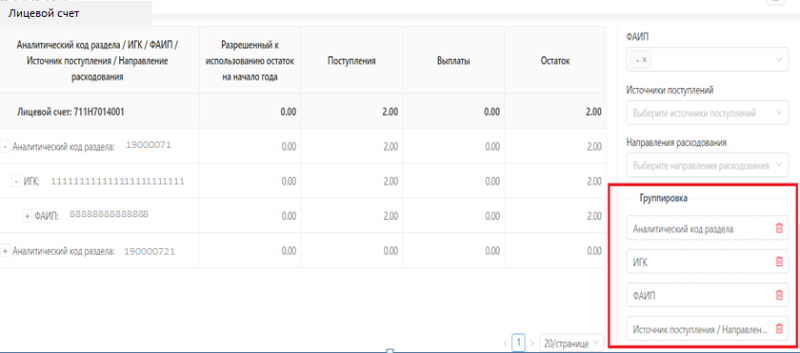 Лицевой счет
Аналитический код раздела / ИГК / ФАИП /
Источник поступления / Направление
расходования
Разрешенный к
использованию остаток
на начало года
Поступления
Выплаты
Остаток
Лицевой счет: 711Н7014001 0.00 2.00 0.00 2.00
- Аналитический код раздела: 19000071 0.00 2.00 0.00 2.00
- ИГК: 1111111111111111111111111 0.00 2.00 0.00 2.00
+ ФАИП: 88888888888888 0.00 2.00 0.00 2.00
+ Аналитический код раздела: 190000721 0.00 0.00 0.00 0.00
< 1 > 20/странице
ФАИП
- x
Источники поступлений
Выберите источники поступлений
Направления расходования
Выберите направления расходования
Группировка
Аналитический код раздела
ИГК
ФАИП
Источник поступления / Направлен...